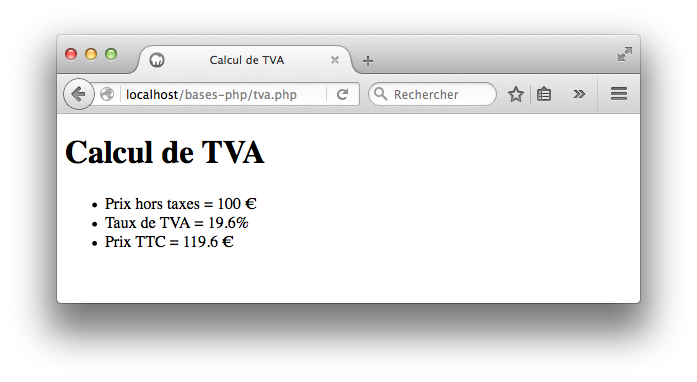 Calcul de TVA
localhost/bases-php/tva.php
Rechercher
Calcul de TVA
Prix hors taxes = 100 €
Taux de TVA = 19.6%
Prix TTC = 119.6 €